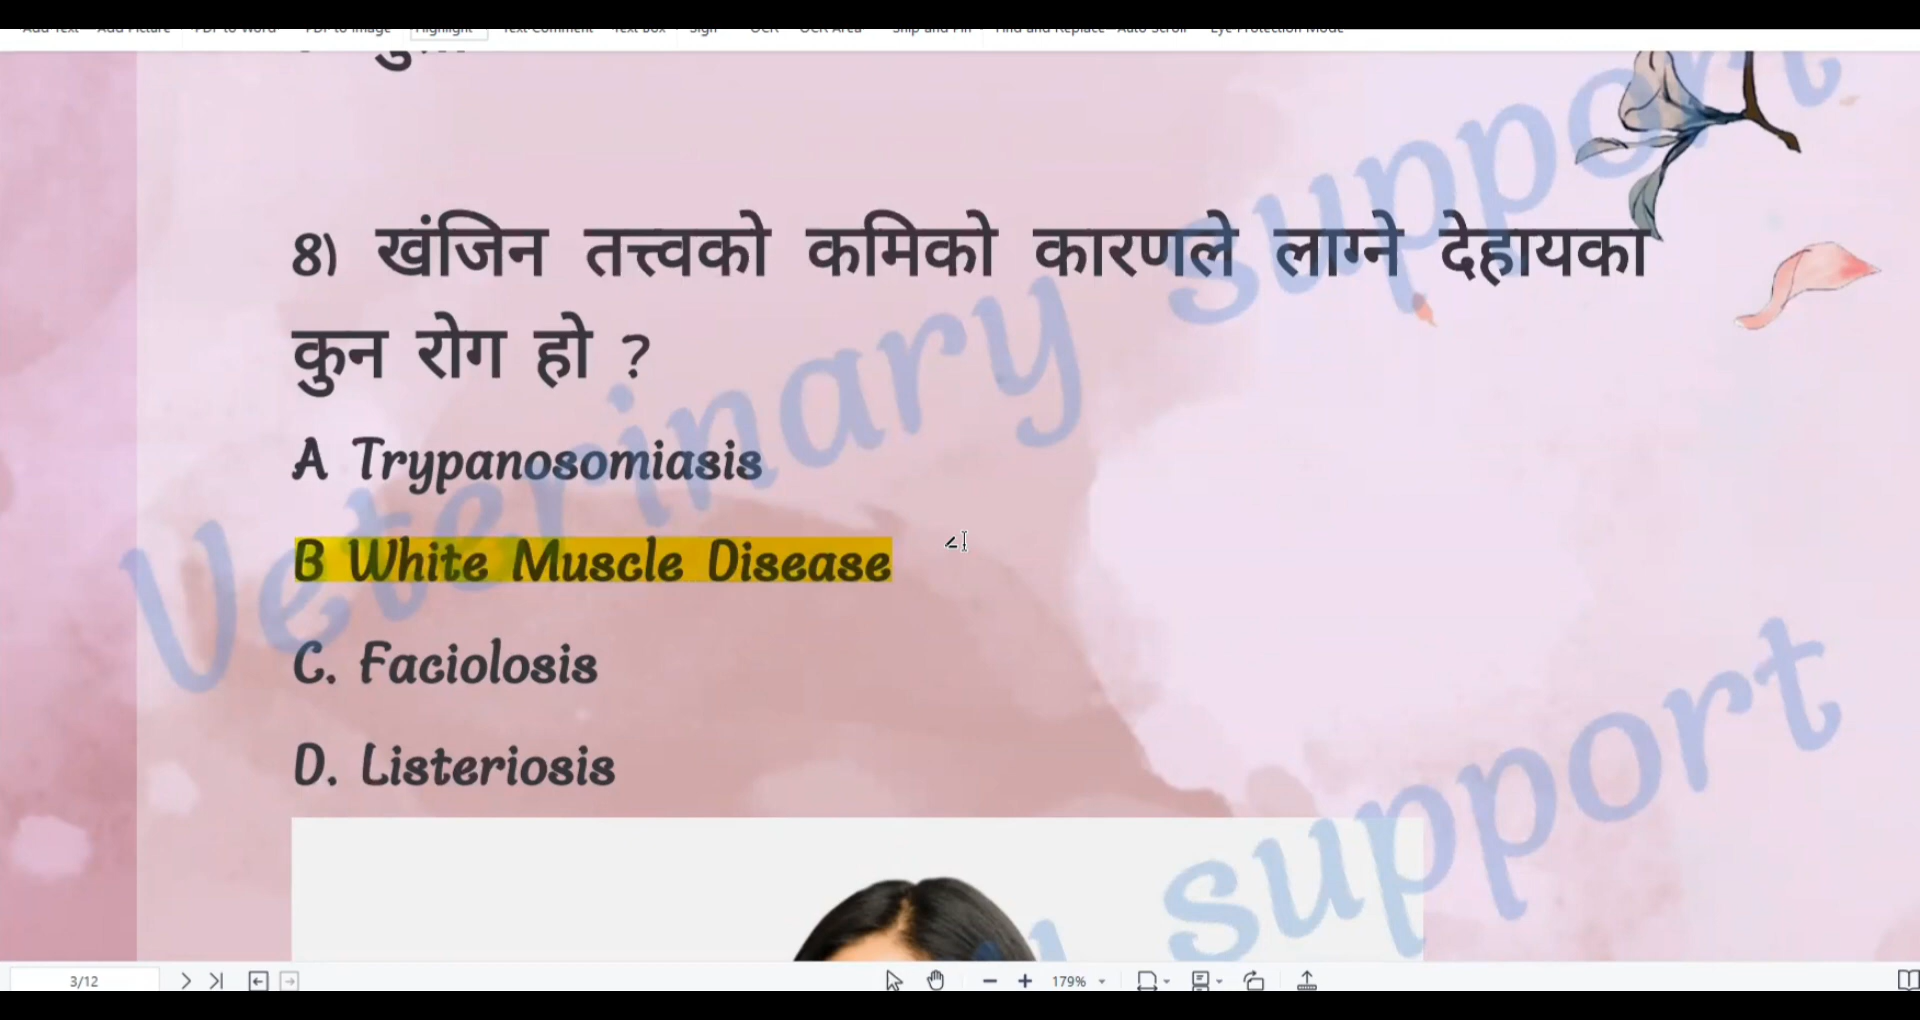 8) खंजिन तत्त्वको कमिको कारणले लाग्ने देहायका
कुन रोग हो ?
A Trypanosomiasis
B White Muscle Disease
C. Faciolosis
D. Listeriosis
Veterinary support
support
3/12
179%